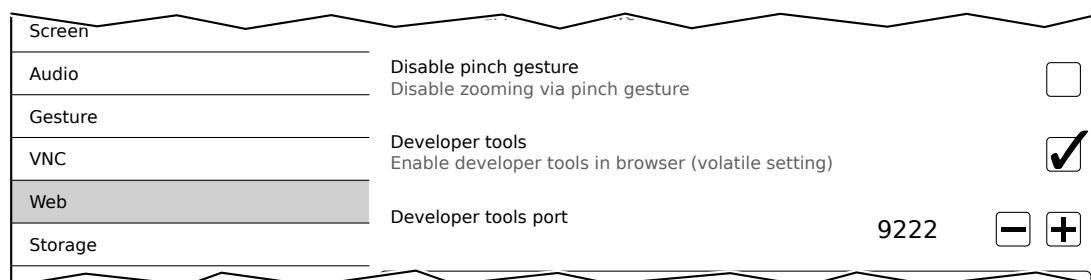 Screen
Audio
Gesture
VNC
Web
Storage
Disable pinch gesture
Disable zooming via pinch gesture
Developer tools
Enable developer tools in browser (volatile setting)
Developer tools port
9222